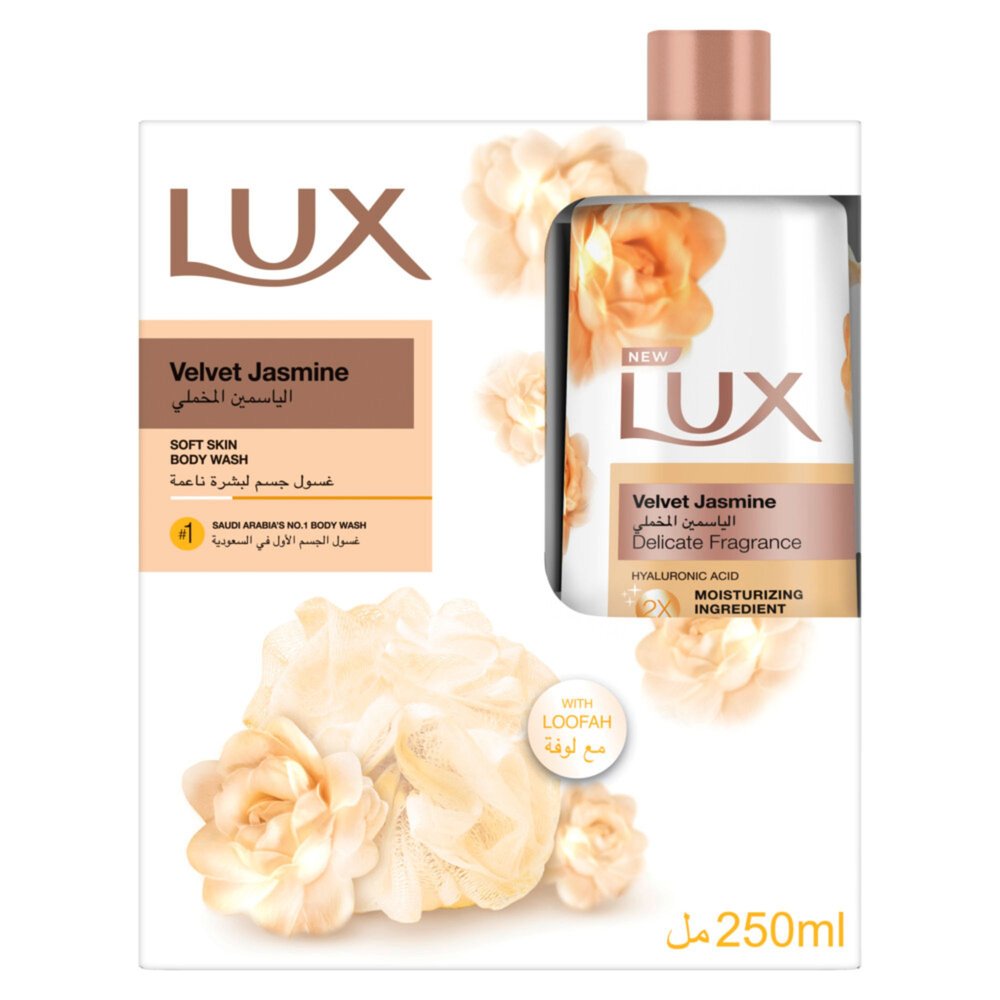 LUX
Velvet Jasmine
الياسمين المخملي
SOFT SKIN
BODY WASH
غسول جسم لبشرة ناعمة
#1
SAUDI ARABIA'S NO.1 BODY WASH
غسول الجسم الأول في السعودية
NEW
LUX
Velvet Jasmine
الياسمين المخملي
Delicate Fragrance
HYALURONIC ACID
2X
MOISTURIZING
INGREDIENT
WITH
LOOFAH
مع لوفة
250ml مل